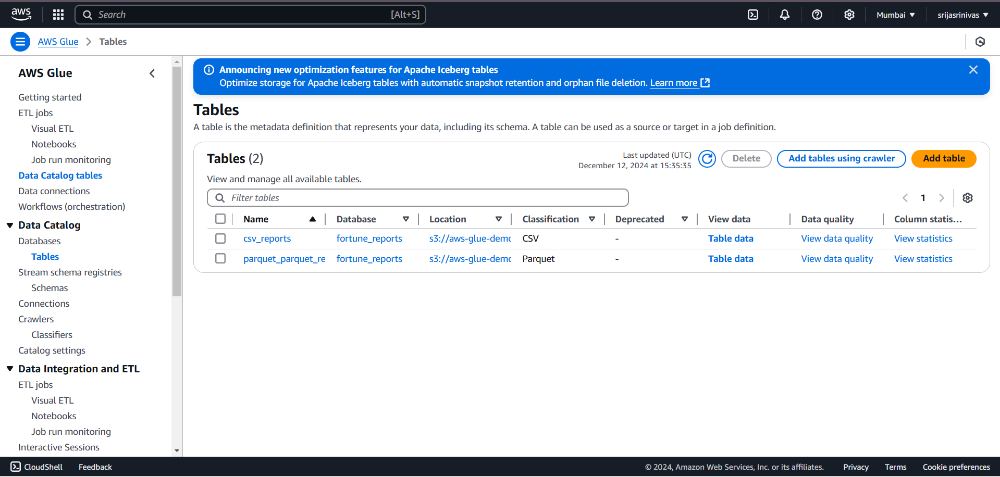 aws
Search [Alt+S]
Mumbai
srijasrinivas
AWS Glue
Tables
AWS Glue
Getting started
ETL jobs
Visual ETL
Notebooks
Job run monitoring
Data Catalog tables
Data connections
Workflows (orchestration)
Data Catalog
Databases
Tables
Stream schema registries
Schemas
Connections
Crawlers
Classifiers
Catalog settings
Data Integration and ETL
ETL jobs
Visual ETL
Notebooks
Job run monitoring
Interactive Sessions
Announcing new optimization features for Apache Iceberg tables
Optimize storage for Apache Iceberg tables with automatic snapshot retention and orphan file deletion. Learn more
Tables
A table is the metadata definition that represents your data, including its schema. A table can be used as a source or target in a job definition.
Tables (2)
Last updated (UTC)
December 12, 2024 at 15:35:35
Delete
Add tables using crawler
Add table
View and manage all available tables.
Filter tables
1
Name Database Location Classification Deprecated View data Data quality Column statis...
csv_reports fortune_reports s3://aws-glue-demo CSV - Table data View data quality View statistics
parquet_parquet_re fortune_reports s3://aws-glue-demo Parquet - Table data View data quality View statistics
CloudShell Feedback © 2024, Amazon Web Services, Inc. or its affiliates. Privacy Terms Cookie preferences